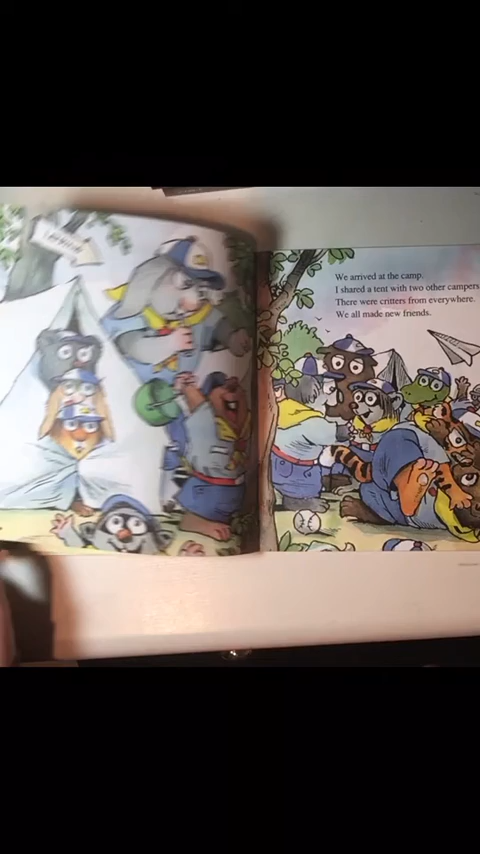 We arrived at the camp.
I shared a tent with two other campers
There were critters from everywhere.
We all made new friends.